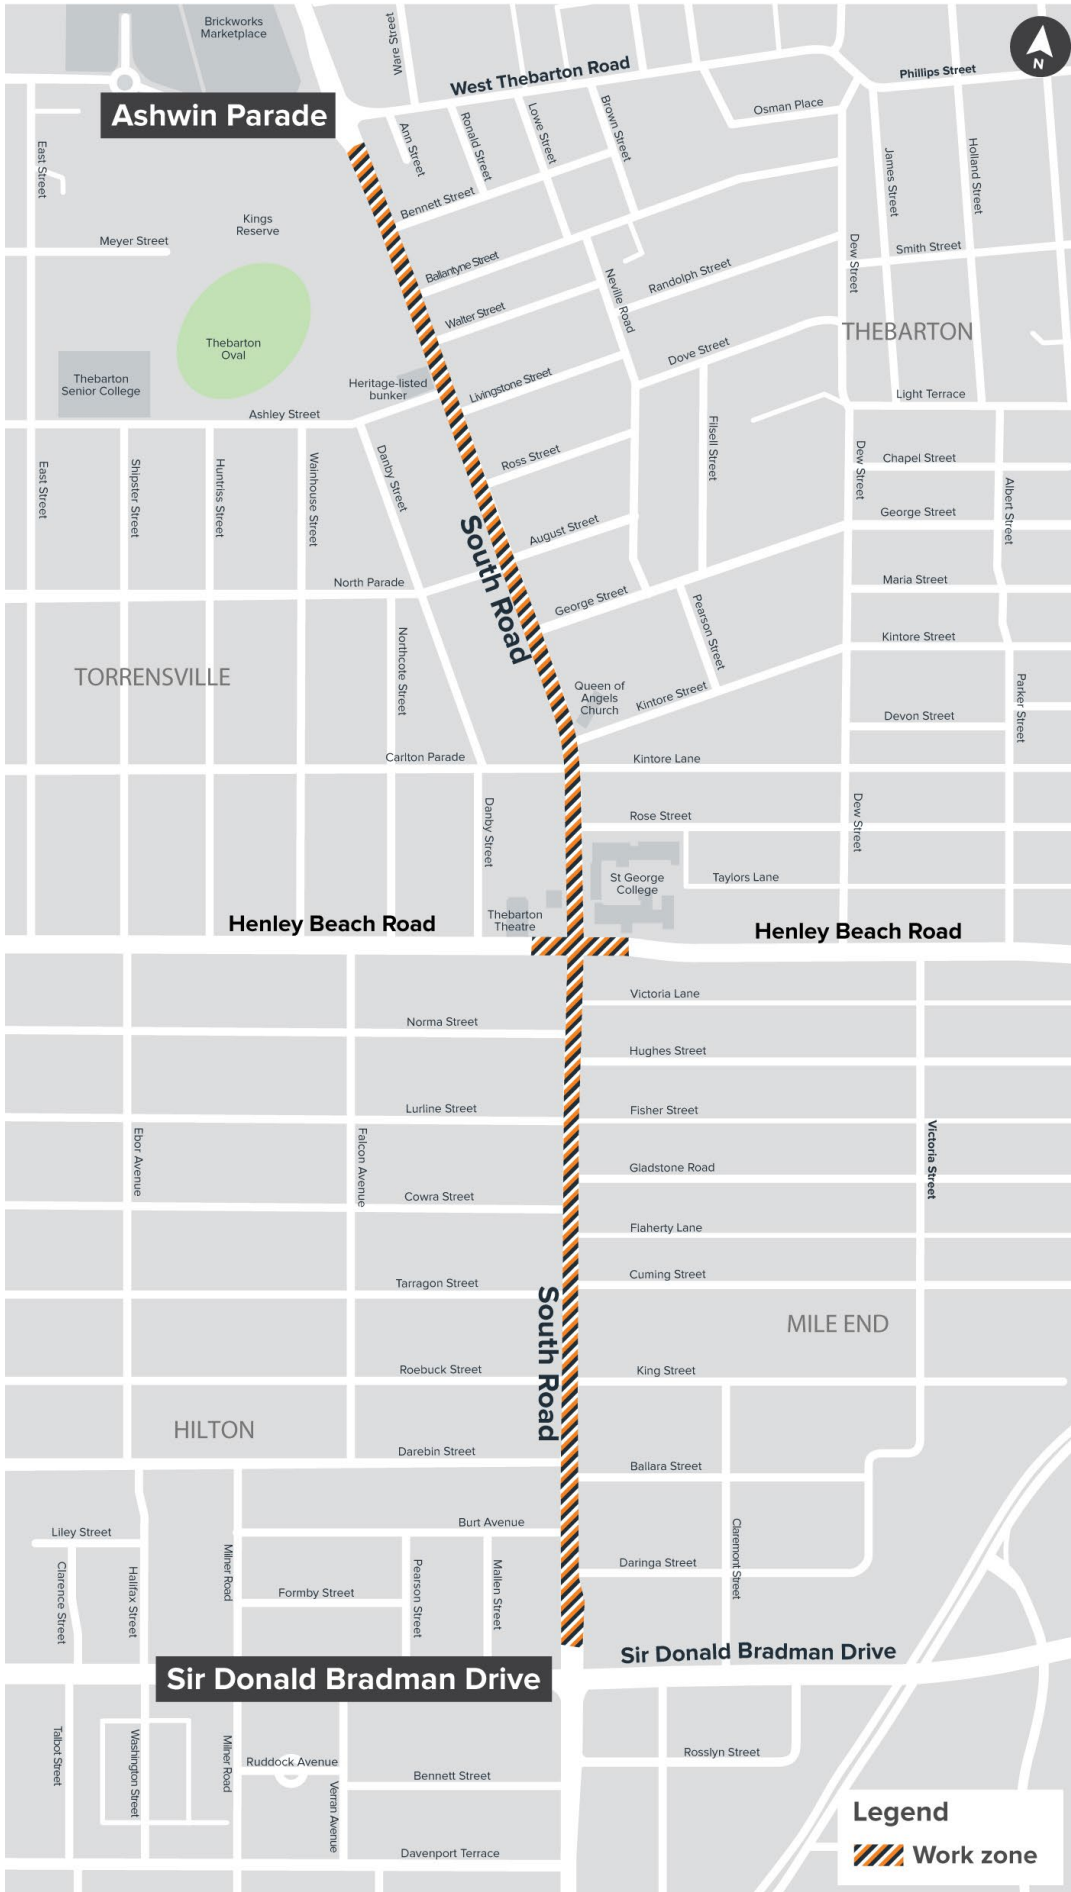 Brickworks
Marketplace
Ware Street
West Thebarton Road
Phillips Street
N
Ashwin Parade
Osman Place
Ann Street
Ronald Street
Lowe Street
Brown Street
East Street
James Street
Holland Street
Bennett Street
Kings
Reserve
Meyer Street
Smith Street
Dew Street
Ballantyne Street
Randolph Street
Neville Road
Walter Street
THEBARTON
Thebarton
Oval
Dove Street
Thebarton
Senior College
Heritage-listed
bunker
Livingstone Street
Light Terrace
Ashley Street
Filsell Street
Danby Street
Ross Street
Chapel Street
Dew Street
East Street
Shipster Street
Huntriss Street
Wainhouse Street
Albert Street
George Street
August Street
South Road
North Parade
Maria Street
George Street
Pearson Street
Northcote Street
Kintore Street
TORRENSVILLE
Queen of
Angels
Church
Kintore Street
Parker Street
Devon Street
Carlton Parade
Kintore Lane
Danby Street
Rose Street
Dew Street
St George
College
Taylors Lane
Thebarton
Theatre
Henley Beach Road
Henley Beach Road
Victoria Lane
Norma Street
Hughes Street
Lurline Street
Fisher Street
Ebor Avenue
Falcon Avenue
Victoria Street
Gladstone Road
Cowra Street
Flaherty Lane
Tarragon Street
Cuming Street
South Road
MILE END
Roebuck Street
King Street
HILTON
Darebin Street
Ballara Street
Burt Avenue
Liley Street
Claremont Street
Clarence Street
Halifax Street
Milner Road
Pearson Street
Mallen Street
Daringa Street
Formby Street
Sir Donald Bradman Drive
Sir Donald Bradman Drive
Talbot Street
Washington Street
Milner Road
Ruddock Avenue
Rosslyn Street
Bennett Street
Verran Avenue
Legend
Work zone
Davenport Terrace